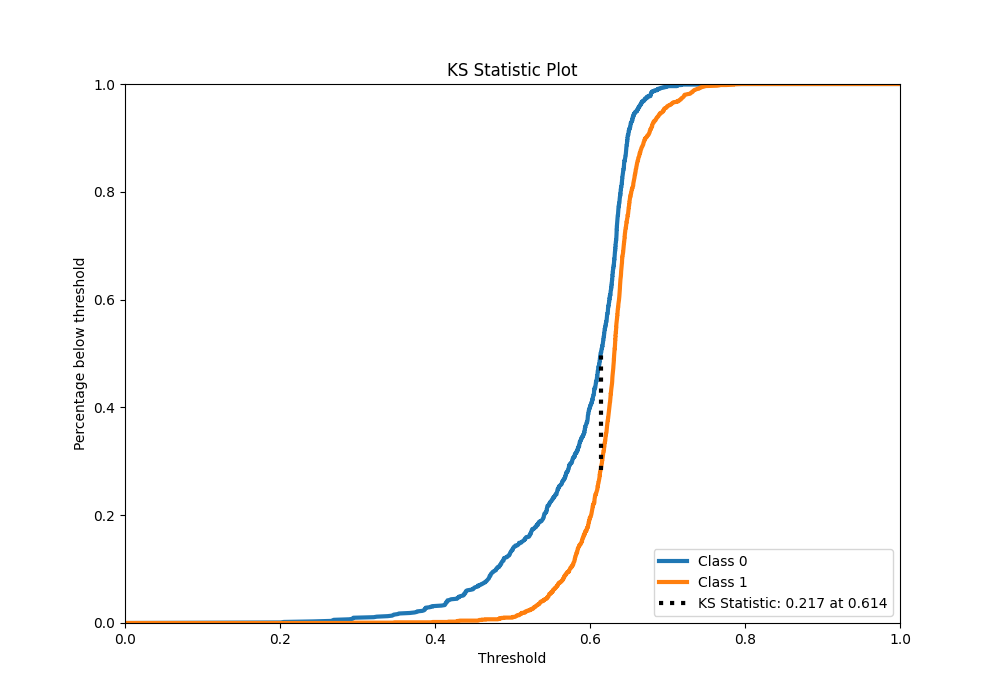 KS Statistic Plot
1.0
0.8
0.6
0.4
0.2
0.0
Percentage below threshold
0.0 0.2 0.4 0.6 0.8 1.0
Threshold
Class 0
Class 1
KS Statistic: 0.217 at 0.614